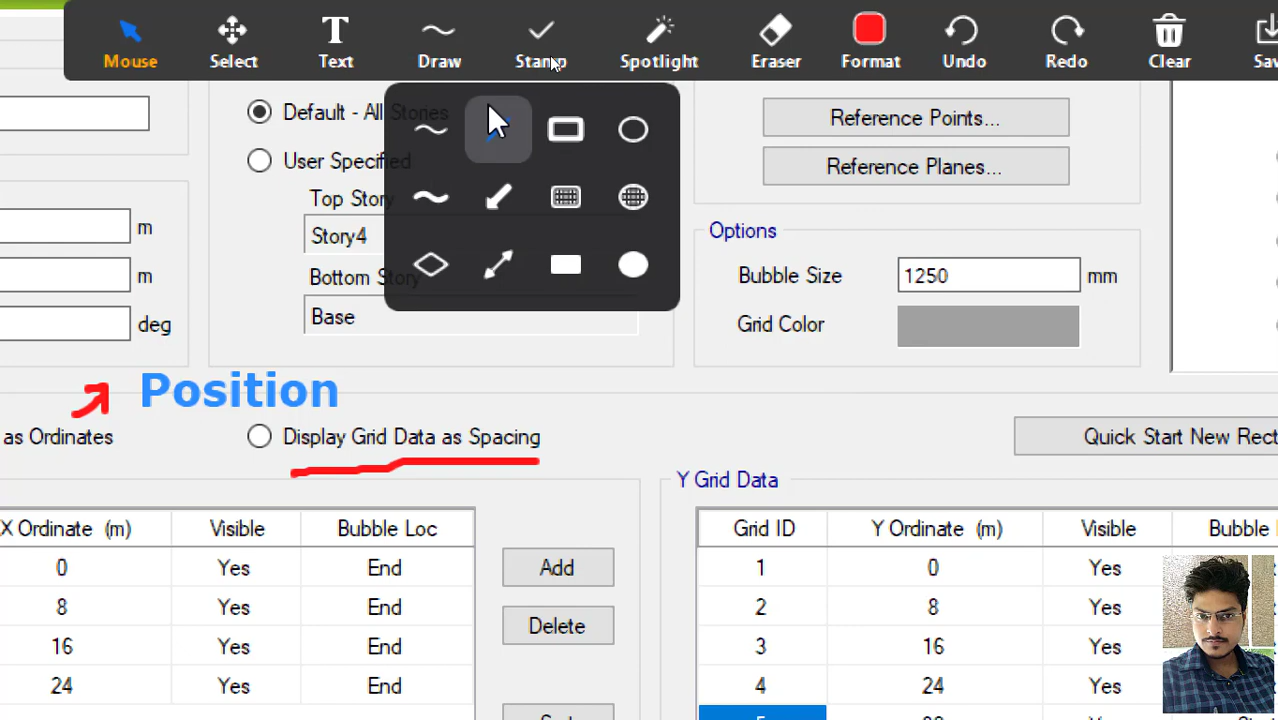 Mouse Select Text Draw Stamp Spotlight Eraser Format Undo Redo Clear
Default - All Stories
User Specified
Top Story
Story4
Bottom Story
Base
m
m
deg
Reference Points...
Reference Planes...
Options
Bubble Size 1250 mm
Grid Color
Position
as Ordinates
Display Grid Data as Spacing
Quick Start New Rect
X Ordinate (m) Visible Bubble Loc
0 Yes End
8 Yes End
16 Yes End
24 Yes End
Add
Delete
Y Grid Data
Grid ID Y Ordinate (m) Visible Bubble
1 0 Yes
2 8 Yes
3 16 Yes
4 24 Yes